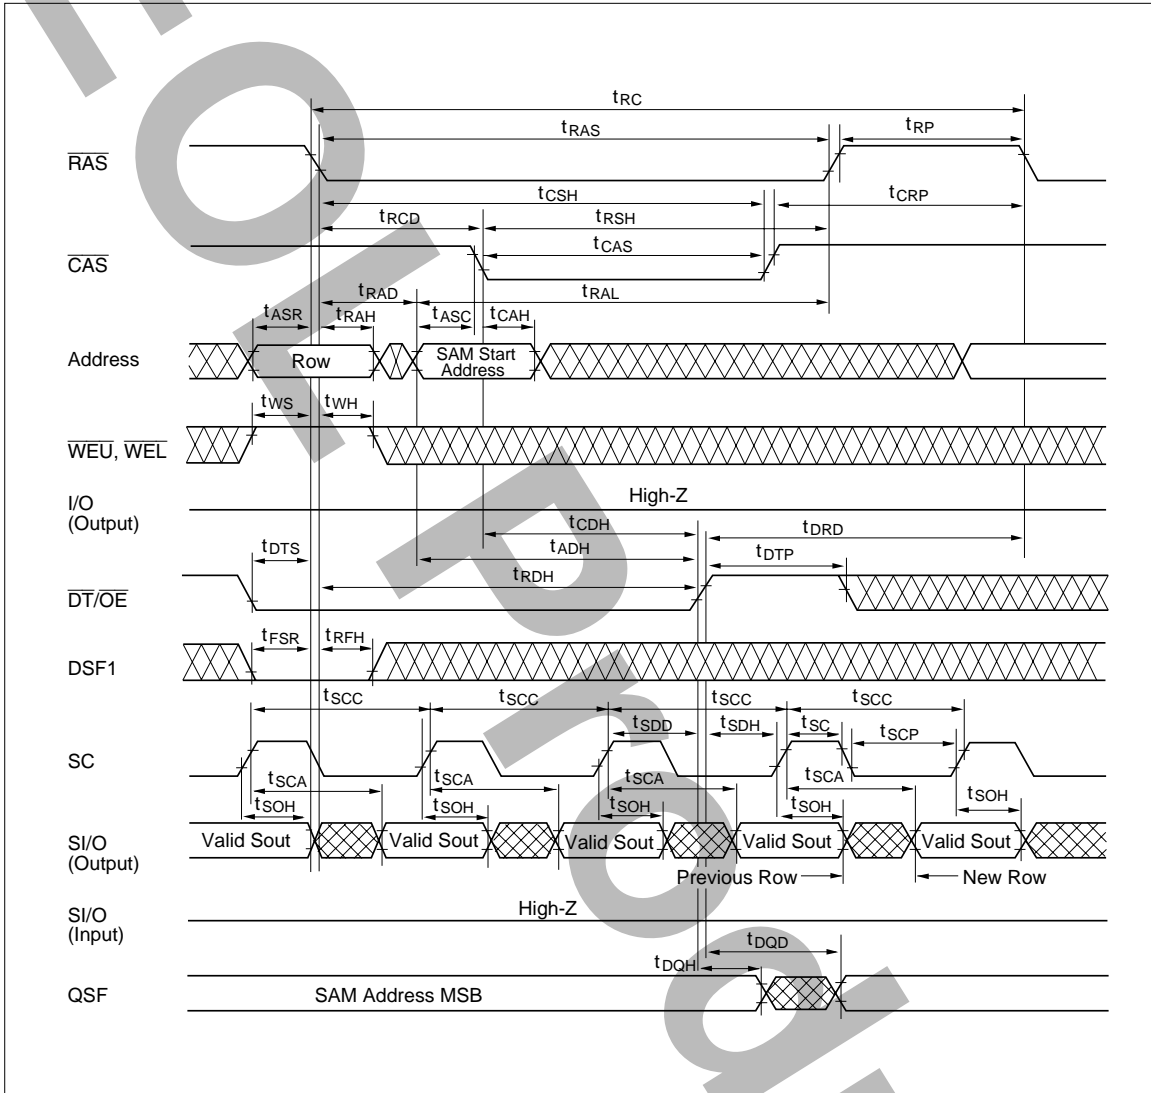 tRC
tRAS
tRP
RAS
tCSH
tCRP
tRCD
tRSH
CAS
tCAS
tRAD
tRAL
tASR
tRAH
tASC
tCAH
Address
Row
SAM Start
Address
tWS
tWH
WEU, WEL
I/O
(Output)
High-Z
tCDH
tDRD
tDTS
tADH
tDTP
tRDH
DT/OE
tFSR
tRFH
DSF1
tSCC
tSCC
tSCC
tSCC
tSDD
tSDH
tSC
tSCP
SC
tSCA
tSCA
tSCA
tSCA
tSOH
tSOH
tSOH
tSOH
tSOH
SI/O
(Output)
Valid Sout
Valid Sout
Valid Sout
Valid Sout
Valid Sout
Previous Row
New Row
SI/O
(Input)
High-Z
tDQD
tDQH
QSF
SAM Address MSB